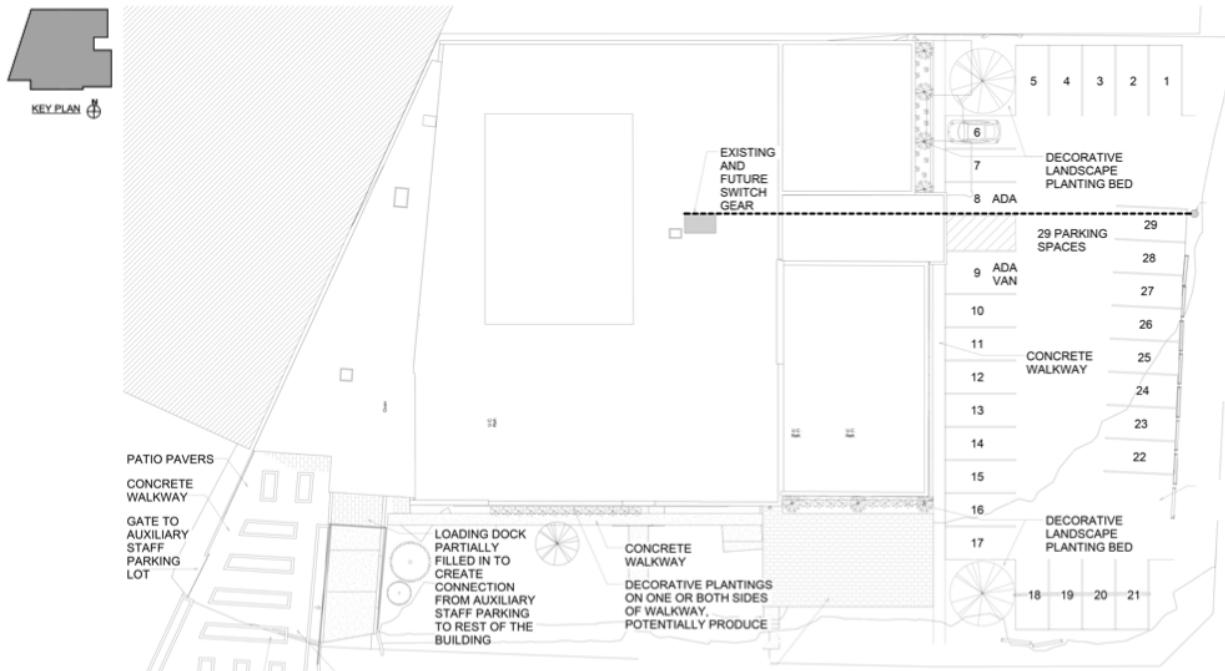 KEY PLAN
N
5
4
3
2
1
6
7
8 ADA
EXISTING
AND
FUTURE
SWITCH
GEAR
DECORATIVE
LANDSCAPE
PLANTING BED
29 PARKING
SPACES
29
28
27
26
25
24
23
22
9 ADA
VAN
10
11
12
13
14
15
16
17
CONCRETE
WALKWAY
PATIO PAVERS
CONCRETE
WALKWAY
GATE TO
AUXILIARY
STAFF
PARKING
LOT
LOADING DOCK
PARTIALLY
FILLED IN TO
CREATE
CONNECTION
FROM AUXILIARY
STAFF PARKING
TO REST OF THE
BUILDING
CONCRETE
WALKWAY
DECORATIVE PLANTINGS
ON ONE OR BOTH SIDES
OF WALKWAY,
POTENTIALLY PRODUCE
DECORATIVE
LANDSCAPE
PLANTING BED
18
19
20
21